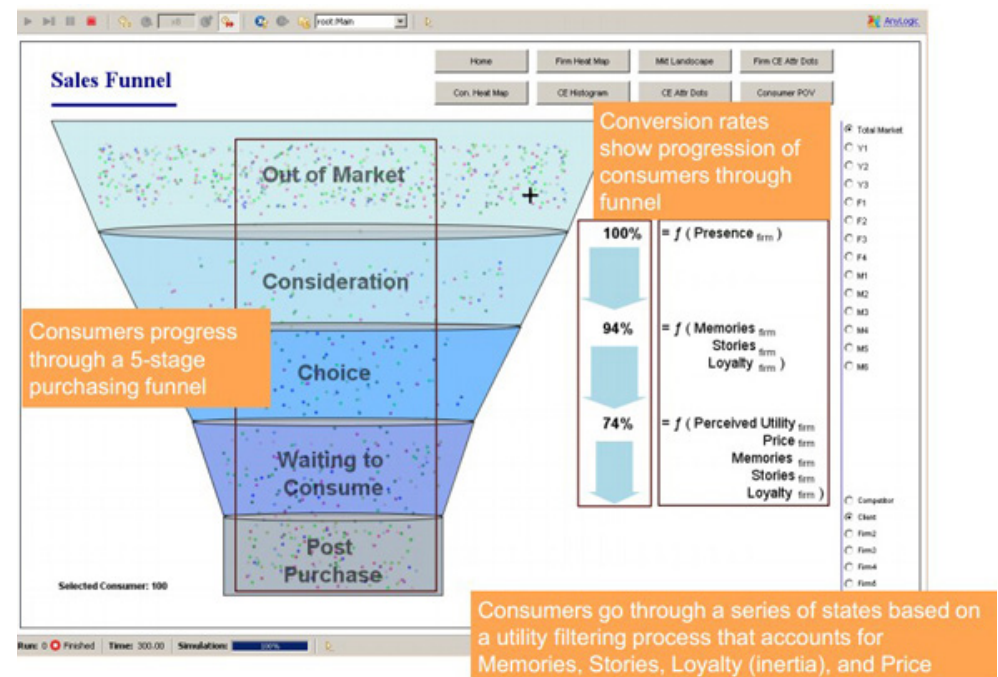 root:Main
AnyLogic
Sales Funnel
Home
Firm Heat Map
Mkt Landscape
Firm CE Attr Dots
Con. Heat Map
CE Histogram
CE Attr Dots
Consumer POV
Conversion rates
show progression of
consumers through
funnel
Out of Market
Consideration
Choice
Waiting to
Consume
Post
Purchase
Consumers progress
through a 5-stage
purchasing funnel
100% = f ( Presence firm )
94% = f ( Memories firm
Stories firm
Loyalty firm )
74% = f ( Perceived Utility firm
Price firm
Memories firm
Stories firm
Loyalty firm )
Total Market
Y1
Y2
Y3
F1
F2
F3
F4
M1
M2
M3
M4
M5
M6
Competitor
Client
Firm2
Firm3
Firm4
Firm5
Selected Consumer: 100
Consumers go through a series of states based on
a utility filtering process that accounts for
Memories, Stories, Loyalty (inertia), and Price
Run: 0 Finished Time: 300.00 Simulation: 100%